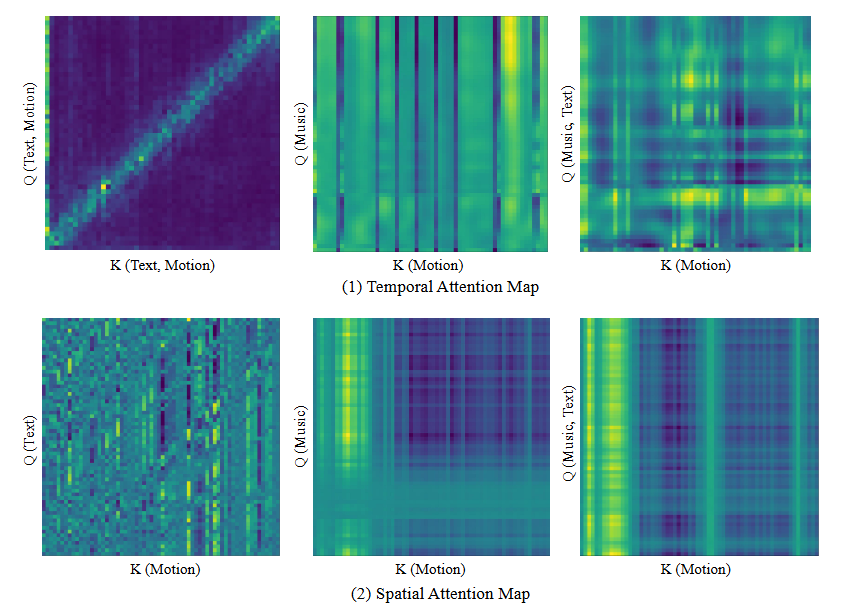 Q (Text, Motion)
K (Text, Motion)
Q (Music)
K (Motion)
Q (Music, Text)
K (Motion)
(1) Temporal Attention Map
Q (Text)
K (Motion)
Q (Music)
K (Motion)
Q (Music, Text)
K (Motion)
(2) Spatial Attention Map